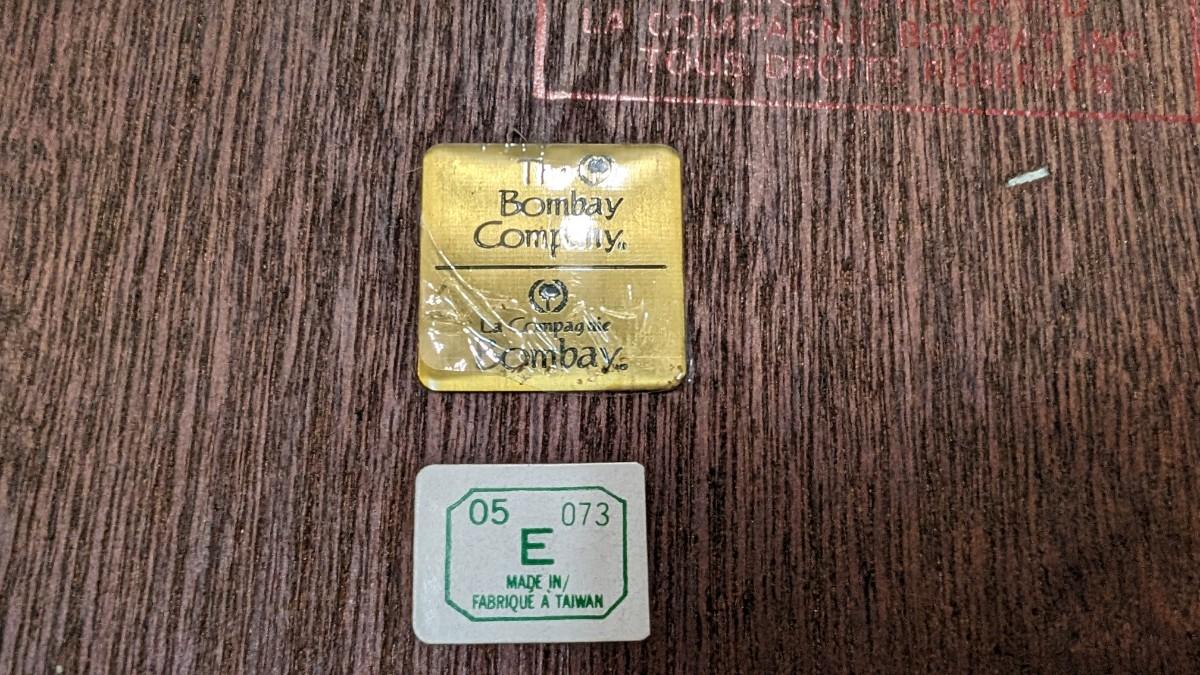 LA COMPAGNIE BOMBAY INC
TOUS DROITS RÉSERVÉS
The
Bombay
Company
La Compagnie
Bombay
05 073
E
MADE IN/
FABRIQUÉ À TAIWAN